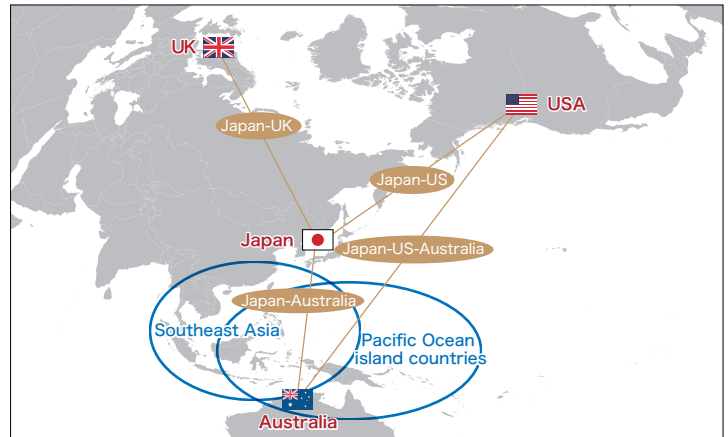 UK
USA
Japan-UK
Japan-US
Japan
Japan-US-Australia
Japan-Australia
Southeast Asia
Pacific Ocean
island countries
Australia